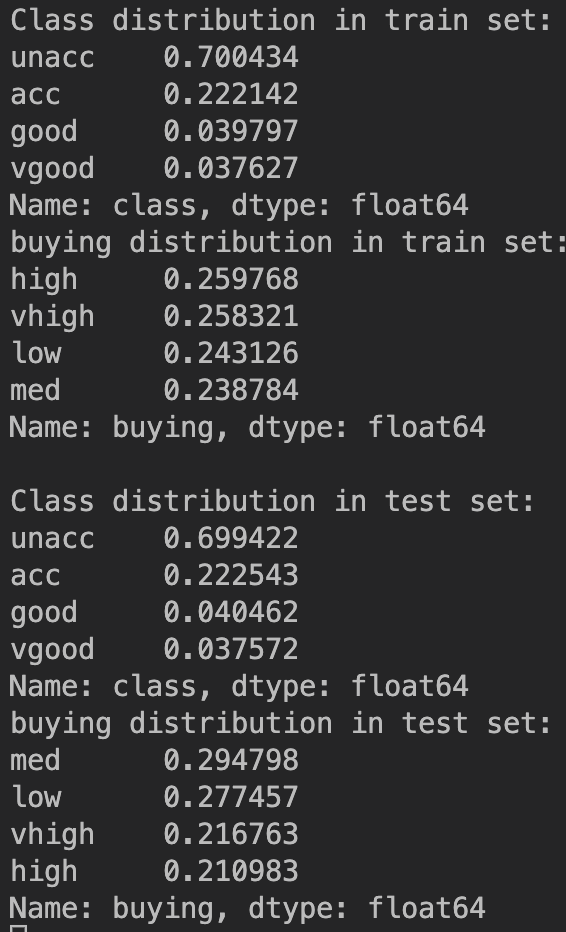 Class distribution in train set:
unacc    0.700434
acc      0.222142
good     0.039797
vgood    0.037627
Name: class, dtype: float64
buying distribution in train set:
high     0.259768
vhigh    0.258321
low      0.243126
med      0.238784
Name: buying, dtype: float64

Class distribution in test set:
unacc    0.699422
acc      0.222543
good     0.040462
vgood    0.037572
Name: class, dtype: float64
buying distribution in test set:
med      0.294798
low      0.277457
vhigh    0.216763
high     0.210983
Name: buying, dtype: float64